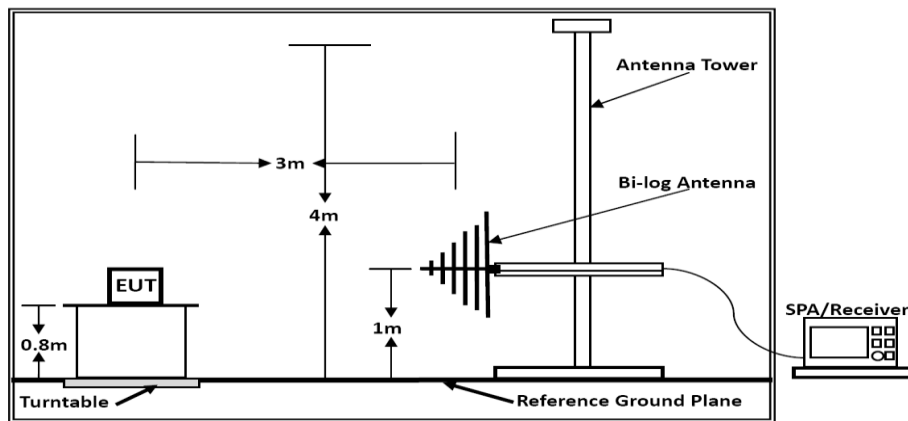 Antenna Tower
3m
Bi-log Antenna
4m
EUT
SPA/Receiver
1m
0.8m
Turntable
Reference Ground Plane